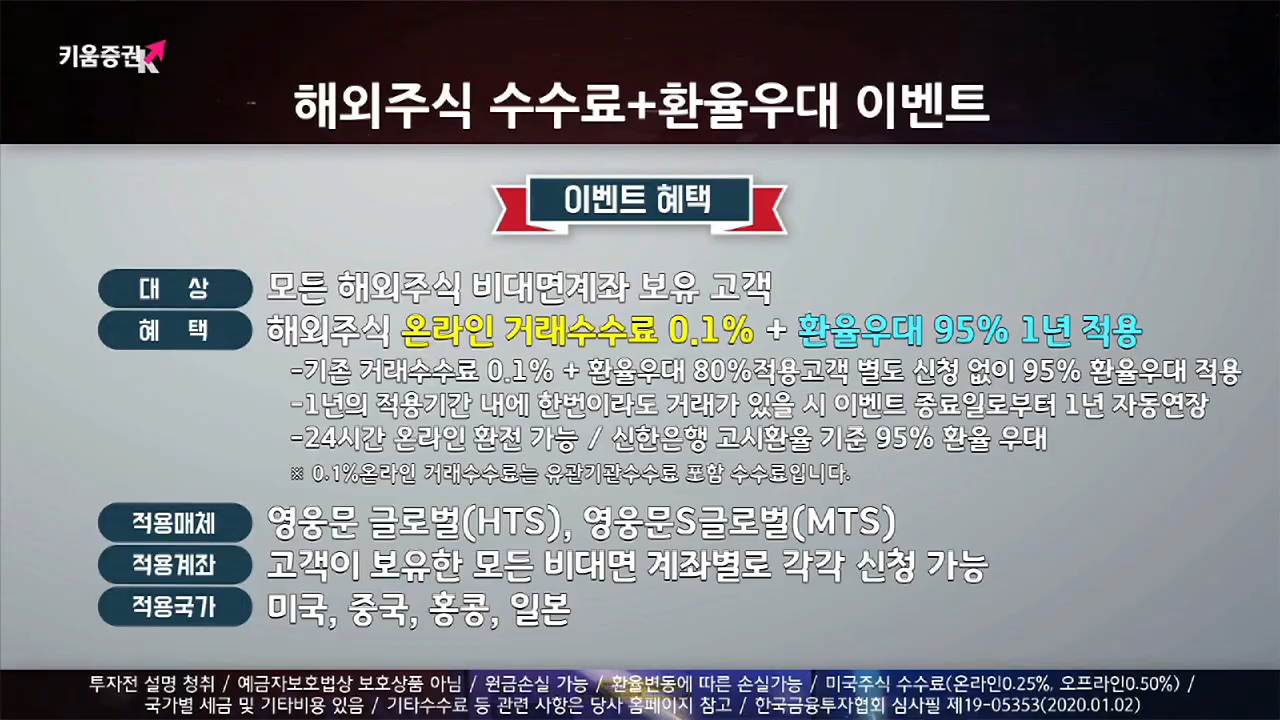 키움증권
해외주식 수수료+환율우대 이벤트
이벤트 혜택
대 상 모든 해외주식 비대면계좌 보유 고객
혜 택 해외주식 온라인 거래수수료 0.1% + 환율우대 95% 1년 적용
-기존 거래수수료 0.1% + 환율우대 80%적용고객 별도 신청 없이 95% 환율우대 적용
-1년의 적용기간 내에 한번이라도 거래가 있을 시 이벤트 종료일로부터 1년 자동연장
-24시간 온라인 환전 가능 / 신한은행 고시환율 기준 95% 환율 우대
※ 0.1%온라인 거래수수료는 유관기관수수료 포함 수수료입니다.
적용매체 영웅문 글로벌(HTS), 영웅문S글로벌(MTS)
적용계좌 고객이 보유한 모든 비대면 계좌별로 각각 신청 가능
적용국가 미국, 중국, 홍콩, 일본
투자전 설명 청취 / 예금자보호법상 보호상품 아님 / 원금손실 가능 / 환율변동에 따른 손실가능 / 미국주식 수수료(온라인0.25%, 오프라인0.50%) /
국가별 세금 및 기타비용 있음 / 기타수수료 등 관련 사항은 당사 홈페이지 참고 / 한국금융투자협회 심사필 제19-05353(2020.01.02)